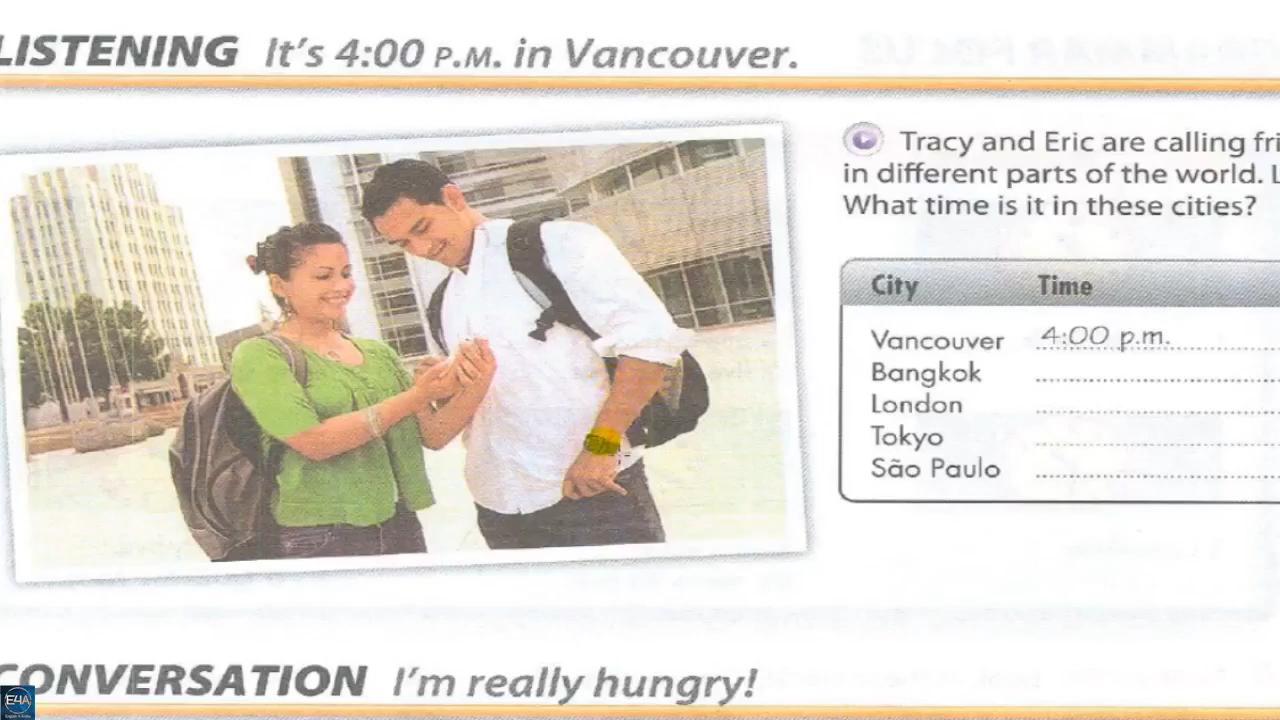 LISTENING It's 4:00 P.M. in Vancouver.
Tracy and Eric are calling fri
in different parts of the world. L
What time is it in these cities?
City Time
Vancouver 4:00 p.m.
Bangkok
London
Tokyo
São Paulo
CONVERSATION I'm really hungry!
E4A